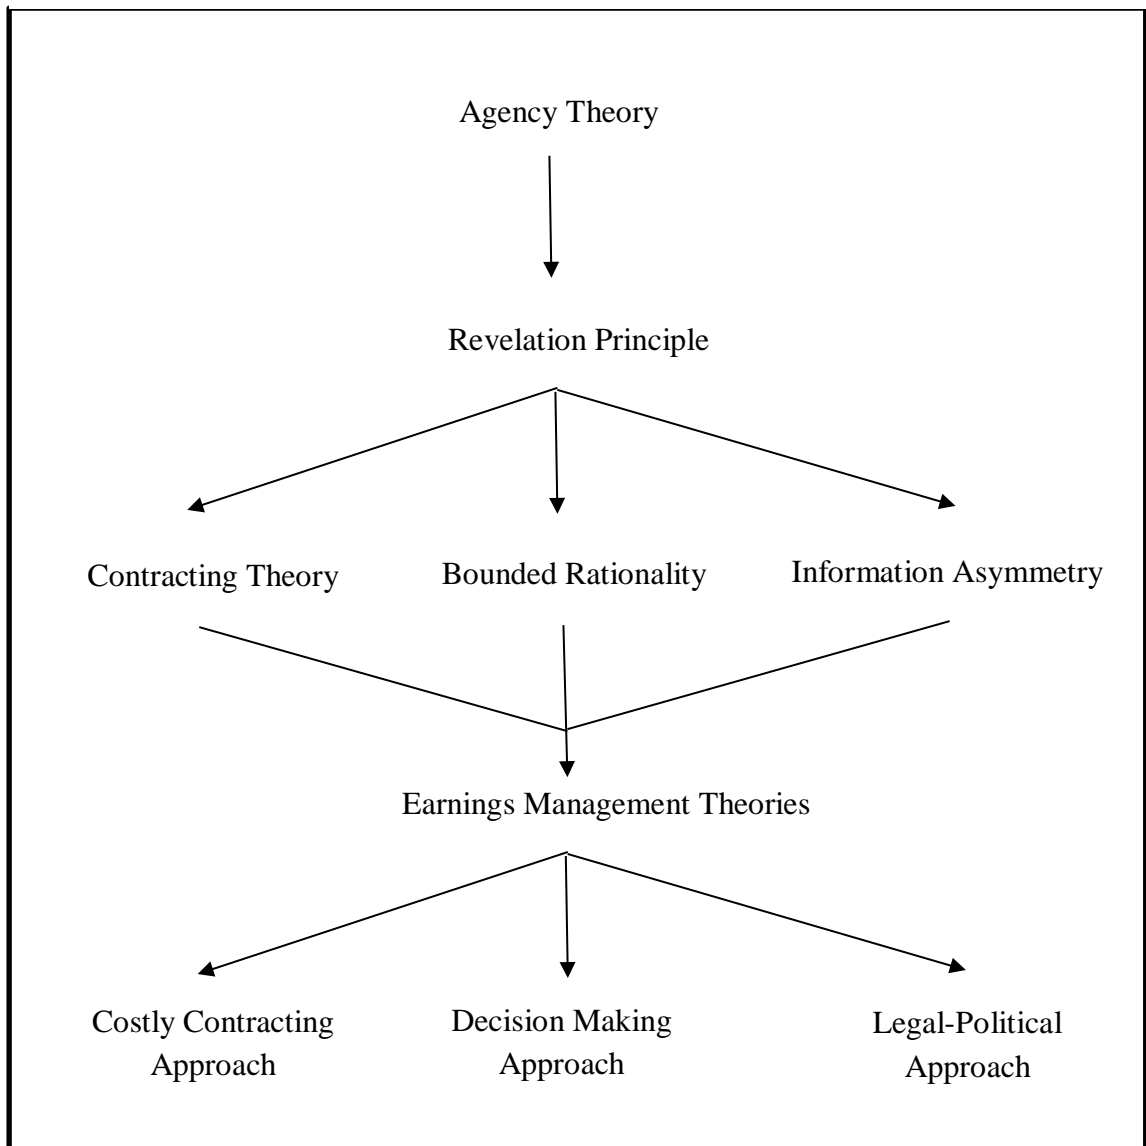 Agency Theory
Revelation Principle
Contracting Theory
Bounded Rationality
Information Asymmetry
Earnings Management Theories
Costly Contracting
Approach
Decision Making
Approach
Legal-Political
Approach